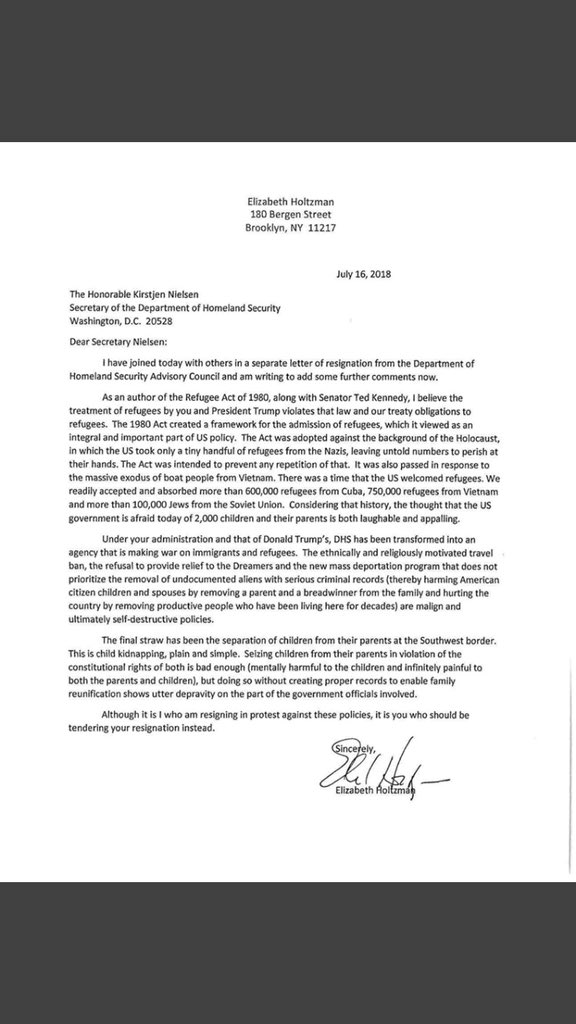 Elizabeth Holtzman
180 Bergen Street
Brooklyn, NY 11217
July 16, 2018
The Honorable Kirstjen Nielsen
Secretary of the Department of Homeland Security
Washington, D.C. 20528
Dear Secretary Nielsen:
I have joined today with others in a separate letter of resignation from the Department of
Homeland Security Advisory Council and am writing to add some further comments now.
As an author of the Refugee Act of 1980, along with Senator Ted Kennedy, I believe the
treatment of refugees by you and President Trump violates that law and our treaty obligations to
refugees. The 1980 Act created a framework for the admission of refugees, which it viewed as an
integral and important part of US policy. The Act was adopted against the background of the Holocaust,
in which the US took only a tiny handful of refugees from the Nazis, leaving untold numbers to perish at
their hands. The Act was intended to prevent any repetition of that. It was also passed in response to
the massive exodus of boat people from Vietnam. There was a time that the US welcomed refugees. We
readily accepted and absorbed more than 600,000 refugees from Cuba, 750,000 refugees from Vietnam
and more than 100,000 Jews from the Soviet Union. Considering that history, the thought that the US
government is afraid today of 2,000 children and their parents is both laughable and appalling.
Under your administration and that of Donald Trump's, DHS has been transformed into an
agency that is making war on immigrants and refugees. The ethnically and religiously motivated travel
ban, the refusal to provide relief to the Dreamers and the new mass deportation program that does not
prioritize the removal of undocumented aliens with serious criminal records (thereby harming American
citizen children and spouses by removing a parent and a breadwinner from the family and hurting the
country by removing productive people who have been living here for decades) are malign and
ultimately self-destructive policies.
The final straw has been the separation of children from their parents at the Southwest border.
This is child kidnapping, plain and simple. Seizing children from their parents in violation of the
constitutional rights of both is bad enough (mentally harmful to the children and infinitely painful to
both the parents and children), but doing so without creating proper records to enable family
reunification shows utter depravity on the part of the government officials involved.
Although it is I who am resigning in protest against these policies, it is you who should be
tendering your resignation instead.
Sincerely,
Elizabeth Holtzman